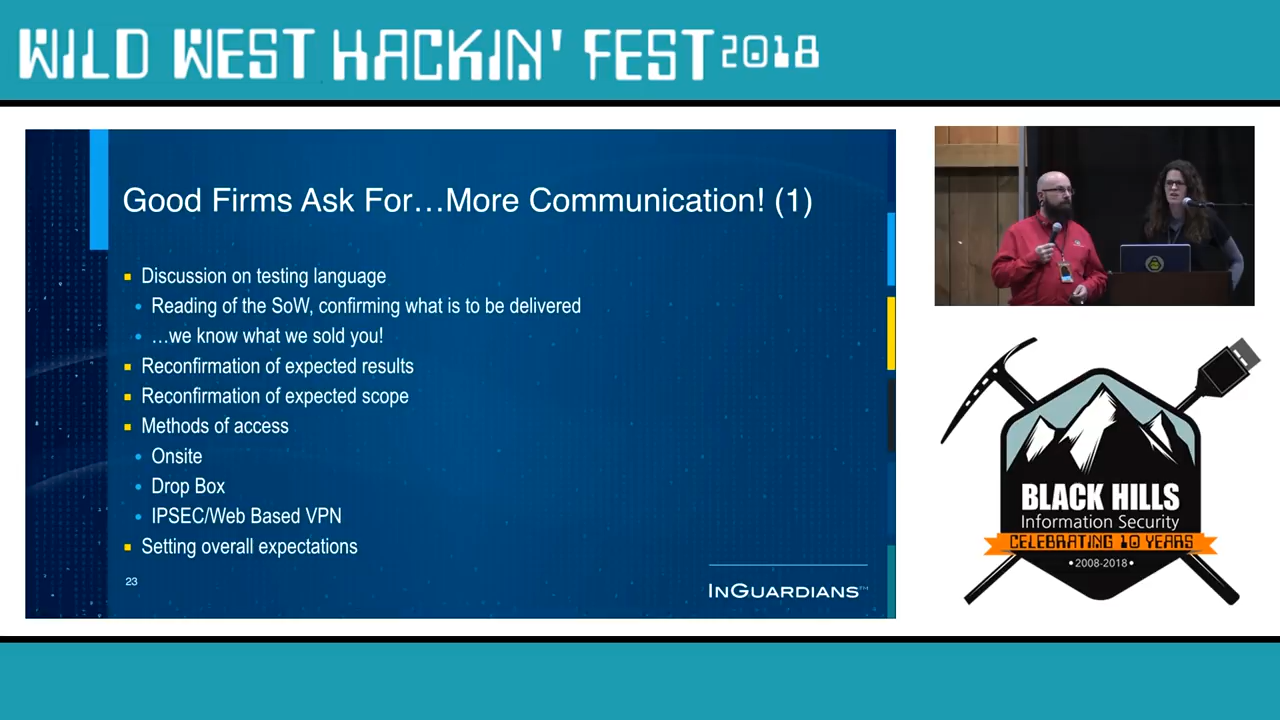 WILD WEST HACKIN' FEST 2018
Good Firms Ask For…More Communication! (1)
▪ Discussion on testing language
• Reading of the SoW, confirming what is to be delivered
• …we know what we sold you!
▪ Reconfirmation of expected results
▪ Reconfirmation of expected scope
▪ Methods of access
• Onsite
• Drop Box
• IPSEC/Web Based VPN
▪ Setting overall expectations
23
INGUARDIANS
BLACK HILLS
Information Security
CELEBRATING 10 YEARS
•2008-2018•